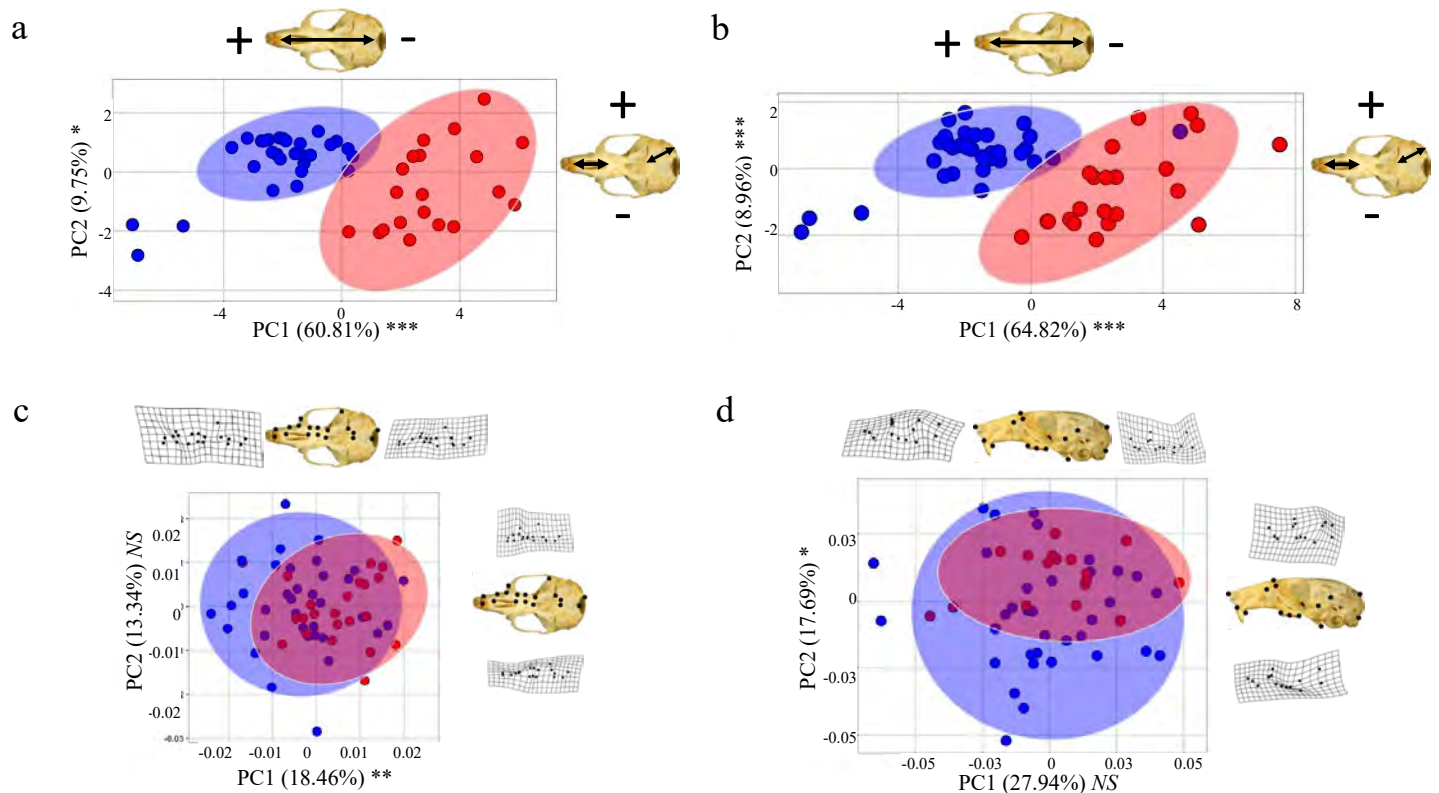 a
+ -
2
0
-2
-4
PC2 (9.75%) *
-4 0 4
PC1 (60.81%) ***
+
-
b
+ -
2
0
-2
PC2 (8.96%) ***
-4 0 4 8
PC1 (64.82%) ***
+
-
c
0.02
0.01
0
-0.01
-0.02
-0.03
PC2 (13.34%) NS
-0.02 -0.01 0 0.01 0.02
PC1 (18.46%) **
d
0.03
0
-0.03
-0.05
PC2 (17.69%) *
-0.05 -0.03 0 0.03 0.05
PC1 (27.94%) NS